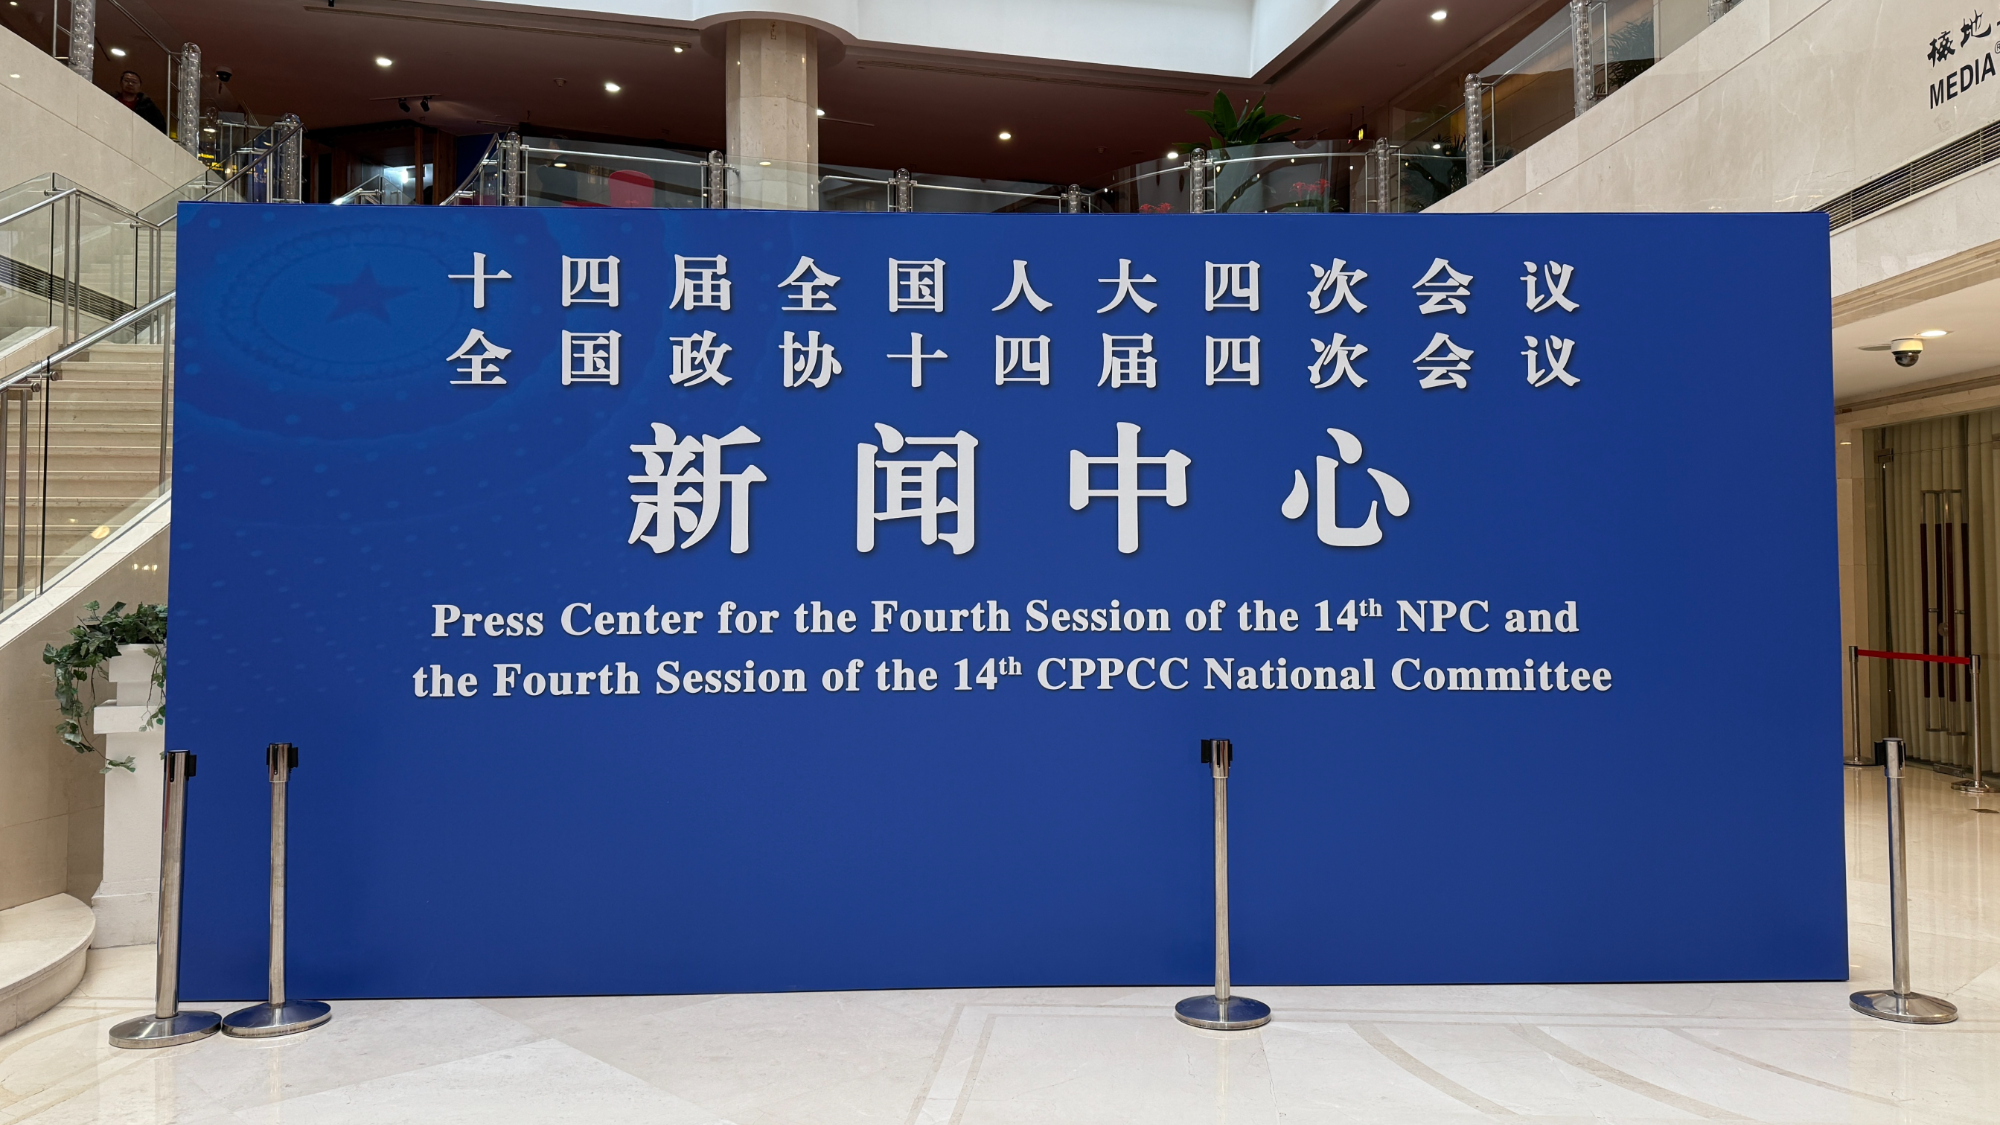 十四届全国人大四次会议
全国政协十四届四次会议
新闻中心
Press Center for the Fourth Session of the 14th NPC and
the Fourth Session of the 14th CPPCC National Committee
MEDIA